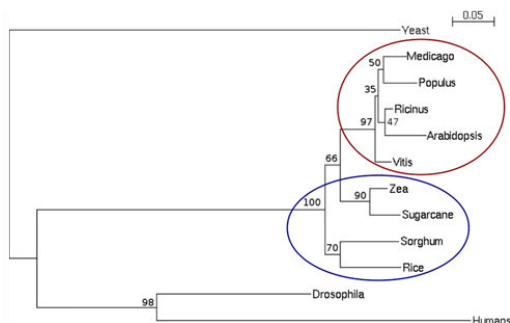 0.05
Yeast
Medicago
50
Populus
35
Ricinus
97 47
Arabidopsis
Vitis
66
Zea
90
100 Sugarcane
Sorghum
70
Rice
Drosophila
98
Humans